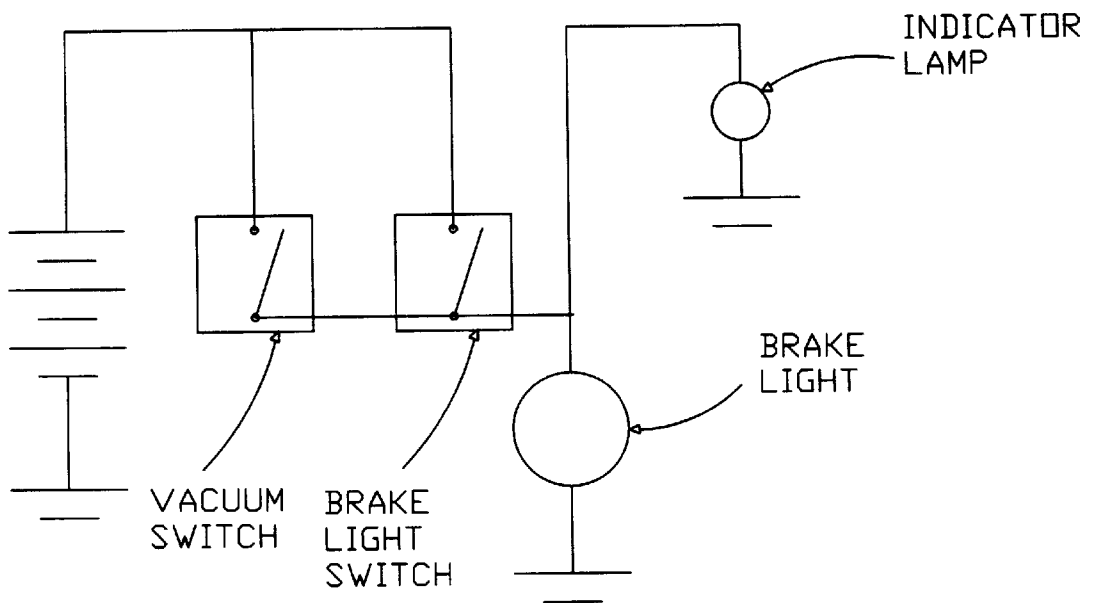 INDICATOR
LAMP
BRAKE
LIGHT
VACUUM
SWITCH
BRAKE
LIGHT
SWITCH